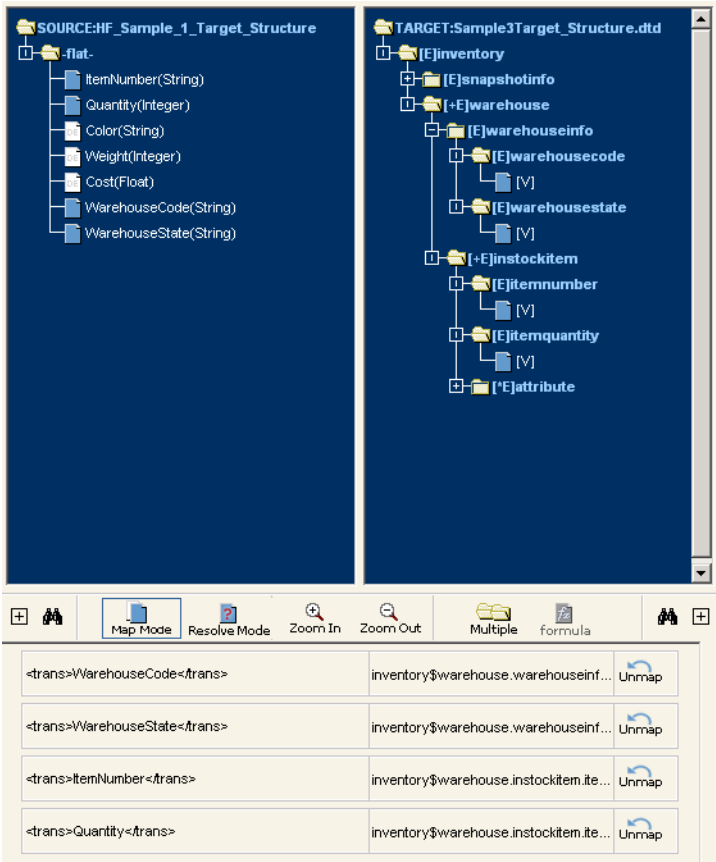 SOURCE:HF_Sample_1_Target_Structure
-flat-
ItemNumber(String)
Quantity(Integer)
Color(String)
Weight(Integer)
Cost(Float)
WarehouseCode(String)
WarehouseState(String)
TARGET:Sample3Target_Structure.dtd
[E]inventory
[E]snapshotinfo
[+E]warehouse
[E]warehouseinfo
[E]warehousecode
[V]
[E]warehousestate
[V]
[+E]instockitem
[E]itemnumber
[V]
[E]itemquantity
[V]
[*E]attribute
Map Mode Resolve Mode Zoom In Zoom Out Multiple formula
<trans>WarehouseCode</trans> inventory$warehouse.warehouseinf... Unmap
<trans>WarehouseState</trans> inventory$warehouse.warehouseinf... Unmap
<trans>ItemNumber</trans> inventory$warehouse.instockitem.ite... Unmap
<trans>Quantity</trans> inventory$warehouse.instockitem.ite... Unmap